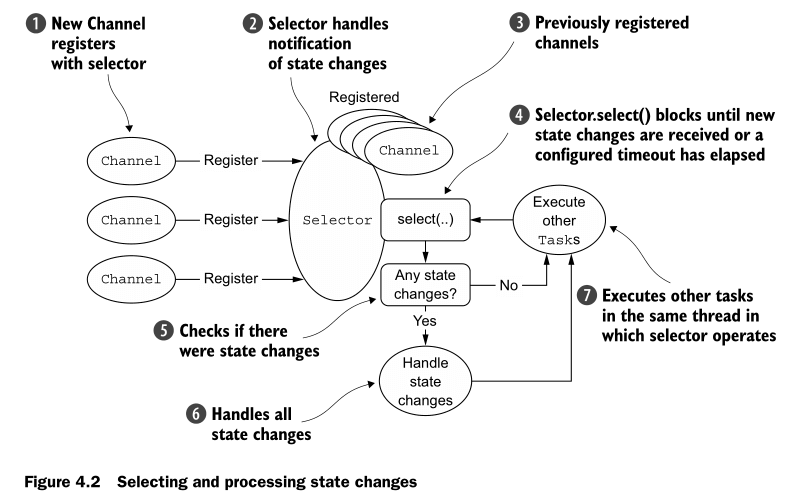 1 New Channel
registers
with selector
2 Selector handles
notification
of state changes
3 Previously registered
channels
Registered
4 Selector.select() blocks until new
state changes are received or a
configured timeout has elapsed
Channel
Channel
Register
Channel
Register
Selector
select(..)
Execute
other
Tasks
Channel
Register
Any state
changes?
No
7 Executes other tasks
in the same thread in
which selector operates
5 Checks if there
were state changes
Yes
Handle
state
changes
6 Handles all
state changes
Figure 4.2 Selecting and processing state changes